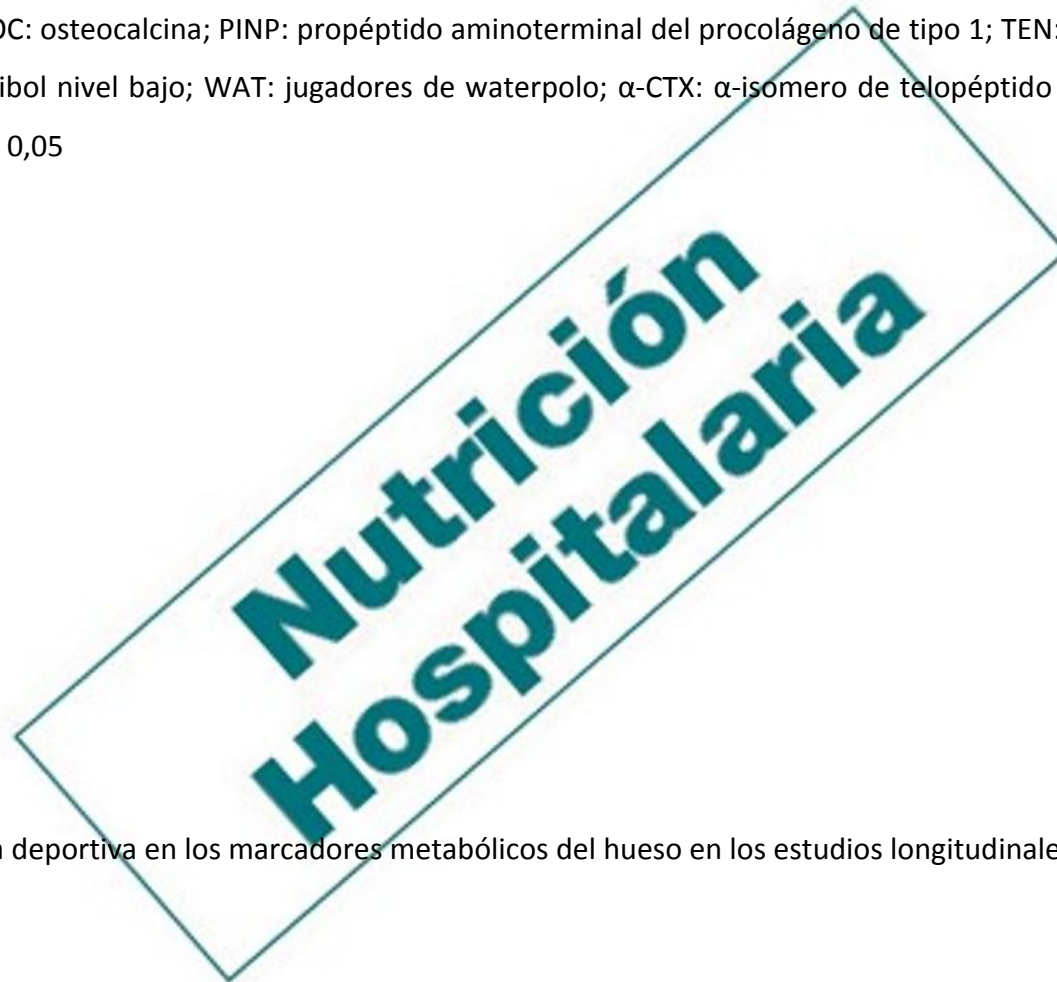 OC: osteocalcina; PINP: propéptido aminoterminal del procolágeno de tipo 1; TEN:
ibol nivel bajo; WAT: jugadores de waterpolo; α-CTX: α-isomero de telopéptido
0,05
Nutrición
Hospitalaria
deportiva en los marcadores metabólicos del hueso en los estudios longitudinale